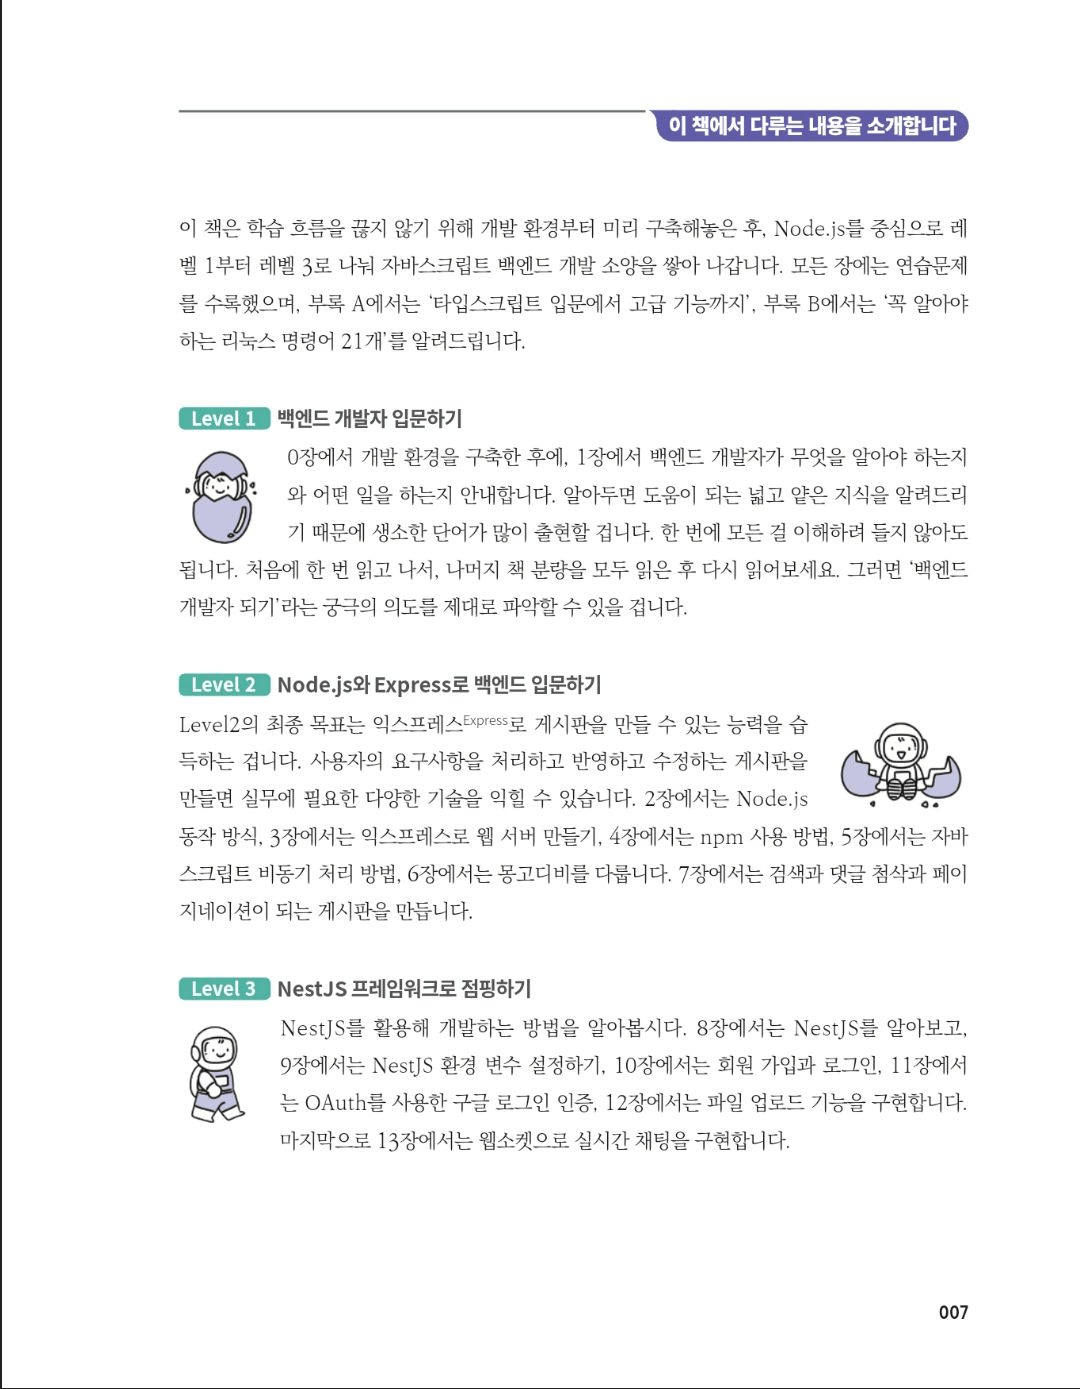 이 책에서 다루는 내용을 소개합니다
이 책은 학습 흐름을 끊지 않기 위해 개발 환경부터 미리 구축해놓은 후, Node.js를 중심으로 레
벨 1부터 레벨 3로 나눠 자바스크립트 백엔드 개발 소양을 쌓아 나갑니다. 모든 장에는 연습문제
를 수록했으며, 부록 A에서는 ‘타입스크립트 입문에서 고급 기능까지’, 부록 B에서는 ‘꼭 알아야
하는 리눅스 명령어 21개’를 알려드립니다.
Level 1 백엔드 개발자 입문하기
0장에서 개발 환경을 구축한 후에, 1장에서 백엔드 개발자가 무엇을 알아야 하는지
와 어떤 일을 하는지 안내합니다. 알아두면 도움이 되는 넓고 얕은 지식을 알려드리
기 때문에 생소한 단어가 많이 출현할 겁니다. 한 번에 모든 걸 이해하려 들지 않아도
됩니다. 처음에 한 번 읽고 나서, 나머지 책 분량을 모두 읽은 후 다시 읽어보세요. 그러면 ‘백엔드
개발자 되기’라는 궁극의 의도를 제대로 파악할 수 있을 겁니다.
Level 2 Node.js와 Express로 백엔드 입문하기
Level2의 최종 목표는 익스프레스Express로 게시판을 만들 수 있는 능력을 습
득하는 겁니다. 사용자의 요구사항을 처리하고 반영하고 수정하는 게시판을
만들면 실무에 필요한 다양한 기술을 익힐 수 있습니다. 2장에서는 Node.js
동작 방식, 3장에서는 익스프레스로 웹 서버 만들기, 4장에서는 npm 사용 방법, 5장에서는 자바
스크립트 비동기 처리 방법, 6장에서는 몽고디비를 다룹니다. 7장에서는 검색과 댓글 첨삭과 페이
지네이션이 되는 게시판을 만듭니다.
Level 3 NestJS 프레임워크로 점핑하기
NestJS를 활용해 개발하는 방법을 알아봅시다. 8장에서는 NestJS를 알아보고,
9장에서는 NestJS 환경 변수 설정하기, 10장에서는 회원 가입과 로그인, 11장에서
는 OAuth를 사용한 구글 로그인 인증, 12장에서는 파일 업로드 기능을 구현합니다.
마지막으로 13장에서는 웹소켓으로 실시간 채팅을 구현합니다.
007